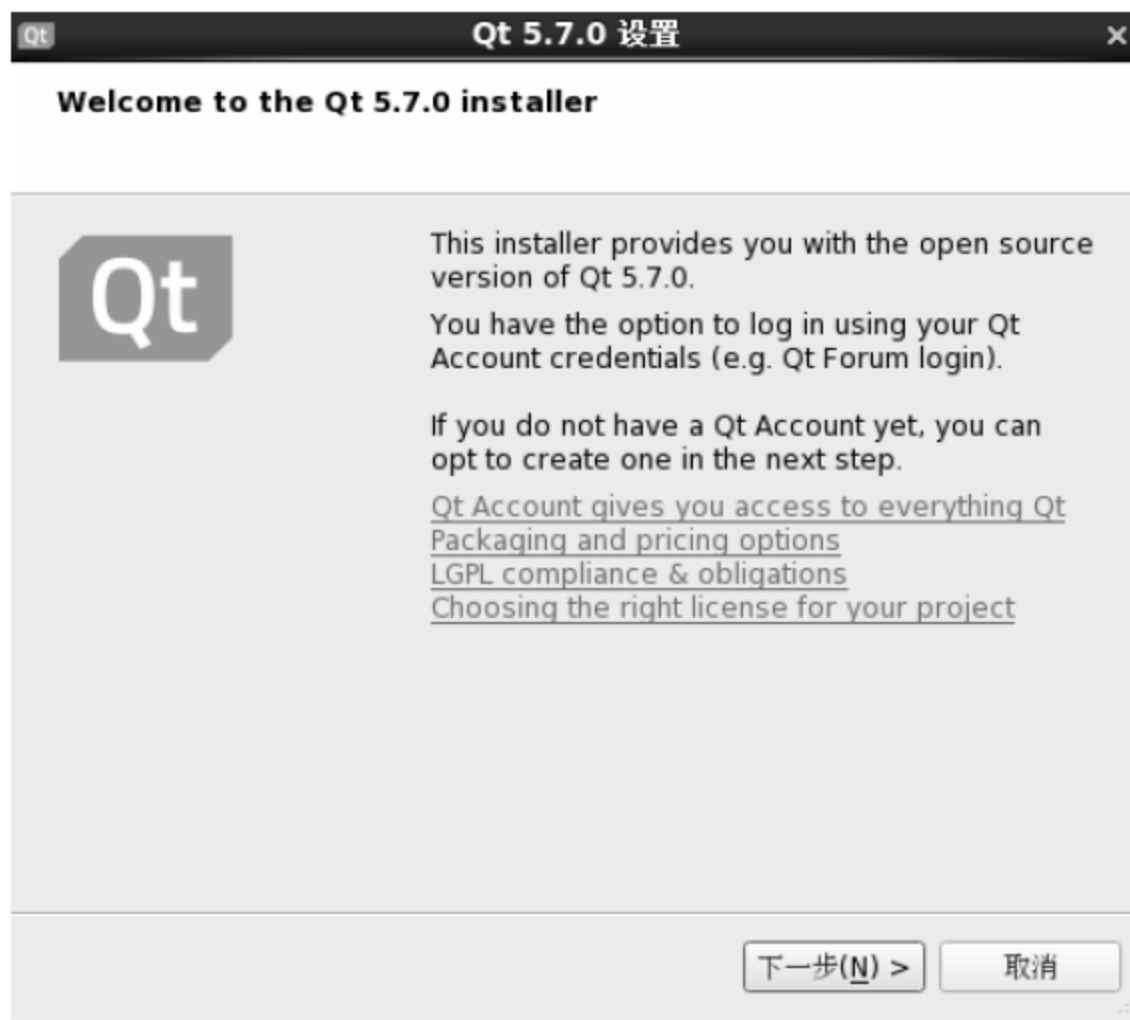 Qt Qt 5.7.0 设置
Welcome to the Qt 5.7.0 installer
Qt
This installer provides you with the open source
version of Qt 5.7.0.
You have the option to log in using your Qt
Account credentials (e.g. Qt Forum login).
If you do not have a Qt Account yet, you can
opt to create one in the next step.
Qt Account gives you access to everything Qt
Packaging and pricing options
LGPL compliance & obligations
Choosing the right license for your project
下一步(N) > 取消